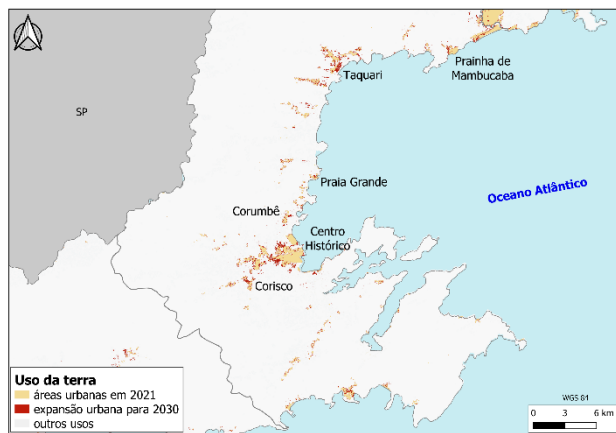 Taquari
Prainha de
Mambucaba
SP
Praia Grande
Oceano Atlântico
Corumbê
Centro
Histórico
Corisco
Uso da terra
áreas urbanas em 2021
expansão urbana para 2030
outros usos
WGS 84
0 3 6 km